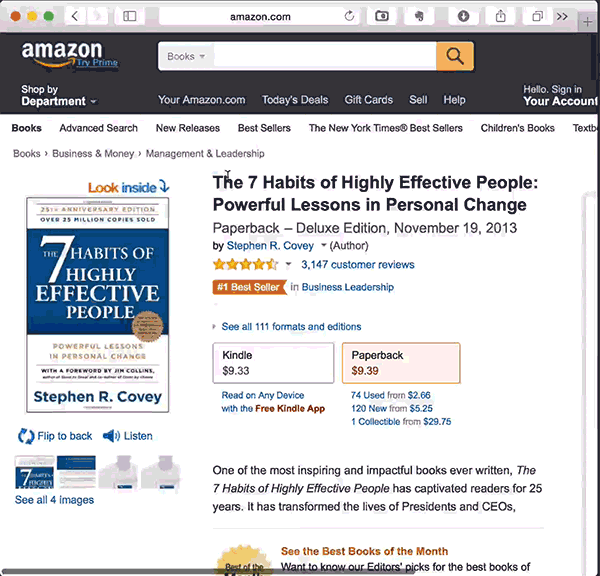 amazon.com
amazon
Try Prime
Books
Shop by
Department
Your Amazon.com Today's Deals Gift Cards Sell Help
Hello. Sign in
Your Account
Books Advanced Search New Releases Best Sellers The New York Times® Best Sellers Children's Books Textb
Books › Business & Money › Management & Leadership
Look inside
25TH ANNIVERSARY EDITION
OVER 25 MILLION COPIES SOLD
THE 7 HABITS OF
HIGHLY
EFFECTIVE
PEOPLE
POWERFUL LESSONS
IN PERSONAL CHANGE
WITH A FOREWORD BY JIM COLLINS,
Stephen R. Covey
Flip to back Listen
See all 4 images
The 7 Habits of Highly Effective People:
Powerful Lessons in Personal Change
Paperback – Deluxe Edition, November 19, 2013
by Stephen R. Covey (Author)
3,147 customer reviews
#1 Best Seller in Business Leadership
See all 111 formats and editions
Kindle
$9.33
Paperback
$9.39
Read on Any Device
with the Free Kindle App
74 Used from $2.66
120 New from $5.25
1 Collectible from $29.75
One of the most inspiring and impactful books ever written, The
7 Habits of Highly Effective People has captivated readers for 25
years. It has transformed the lives of Presidents and CEOs,
Best of the
See the Best Books of the Month
Want to know our Editors' picks for the best books of